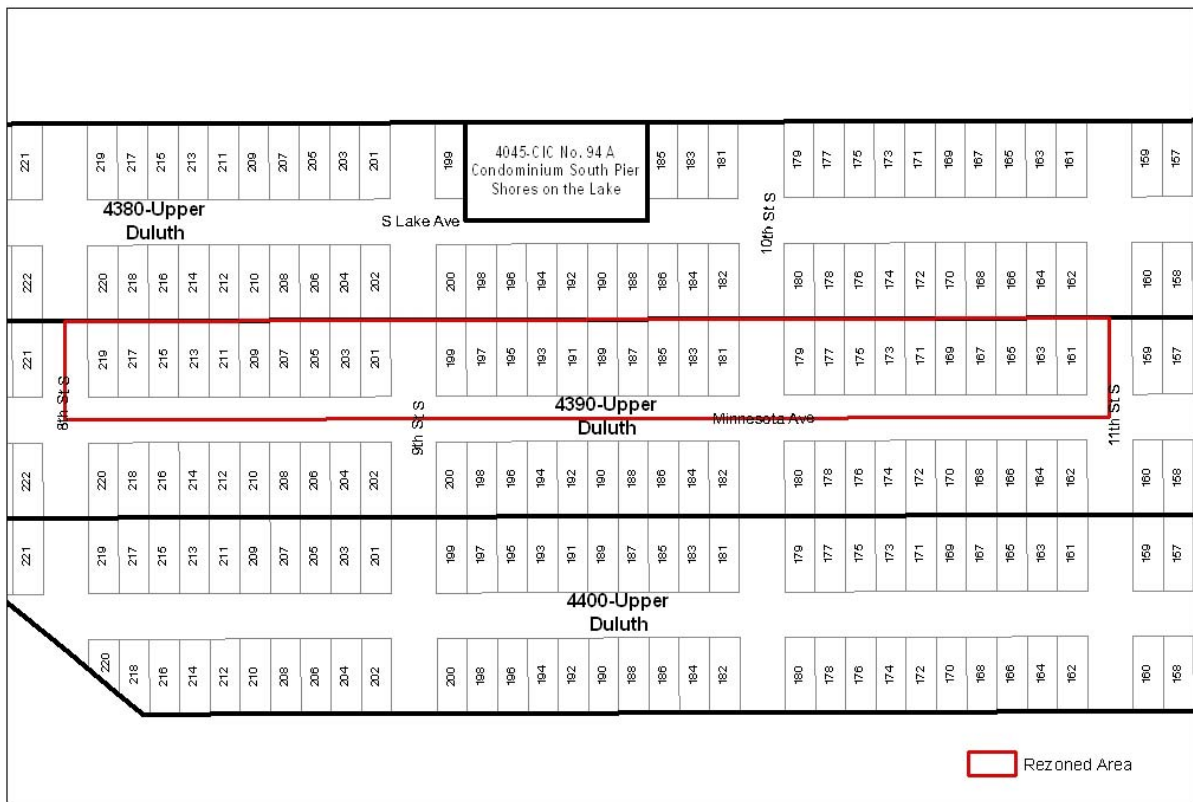 221 219 217 215 213 211 209 207 205 203 201 199 185 183 181 179 177 175 171 169 167 165 163 161 159 157
4045-CIC No. 94 A
Condominium South Pier
Shores on the Lake
4380-Upper
Duluth
S Lake Ave
10th St S
222 220 218 216 214 212 210 208 206 204 202 200 198 196 194 192 190 188 186 184 182 180 178 176 174 172 170 168 166 164 162 160 158
221 219 217 215 213 211 209 207 205 203 201 199 197 195 193 191 189 187 185 183 181 179 177 175 173 171 169 167 165 163 161 159 157
8th St S
9th St S
4390-Upper
Duluth
Minnesota Ave
11th St S
222 220 218 216 214 212 210 208 206 204 202 200 198 196 194 192 190 188 186 184 182 180 178 176 174 172 170 168 166 164 162 160 158
221 219 217 215 213 211 209 207 205 203 201 199 197 195 193 191 189 187 185 183 181 179 177 175 173 171 169 167 165 163 161 159 157
4400-Upper
Duluth
220 218 216 214 212 210 208 206 204 202 200 198 196 194 192 190 188 186 184 182 180 178 176 174 172 170 168 166 164 162 160 158
Rezoned Area